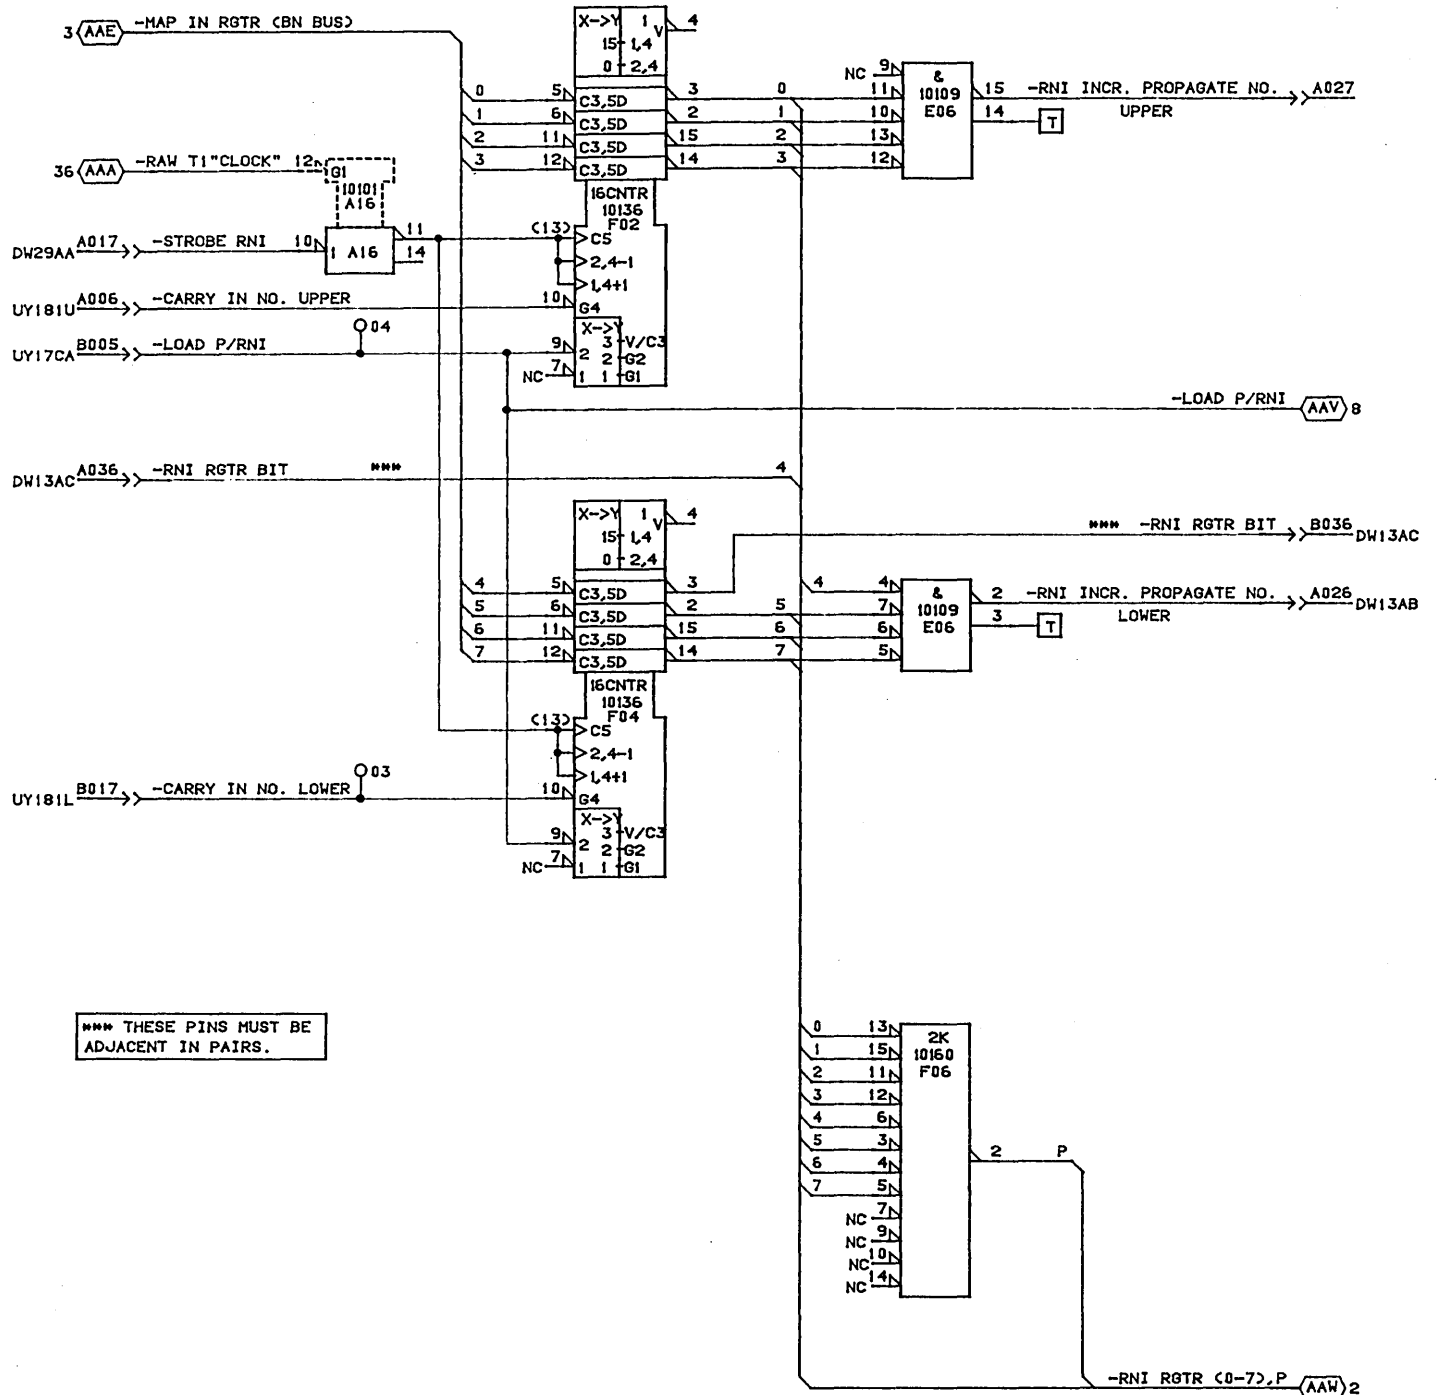 3 AAE -MAP IN RGTR (BN BUS)
X->Y 1 V 4
15 1,4
0 2,4
0 5 C3,5D 3 0
1 6 C3,5D 2 1
2 11 C3,5D 15 2
3 12 C3,5D 14 3
NC 9
11
10
13
12
&
10109
E06
15 -RNI INCR. PROPAGATE NO. A027
UPPER
14 T
36 AAA -RAW T1"CLOCK" 12 G1
10101
A16
16CNTR
10136
F02
DW29AA A017 -STROBE RNI 10 1 A16 11
14
(13) C5
2,4-1
1,4+1
UY181U A006 -CARRY IN NO. UPPER 10 G4
04
UY17CA B005 -LOAD P/RNI
X->Y
9 2 3 V/C3
2 G2
NC 7 1 1 G1
-LOAD P/RNI AAV 8
DW13AC A036 -RNI RGTR BIT *** 4
X->Y 1 V 4
15 1,4
0 2,4
*** -RNI RGTR BIT B036 DW13AC
4 5 C3,5D 3
5 6 C3,5D 2 5
6 11 C3,5D 15 6
7 12 C3,5D 14 7
4 4
7
6
5
&
10109
E06
2 -RNI INCR. PROPAGATE NO. A026 DW13AB
LOWER
3 T
16CNTR
10136
F04
(13) C5
2,4-1
1,4+1
03
UY181L B017 -CARRY IN NO. LOWER 10 G4
X->Y
9 2 3 V/C3
2 G2
NC 7 1 1 G1
*** THESE PINS MUST BE
ADJACENT IN PAIRS.
0 13
1 15
2 11
3 12
4 6
5 3
6 4
7 5
NC 7
NC 9
NC 10
NC 14
2K
10160
F06
2 P
-RNI RGTR (0-7),P AAW 2